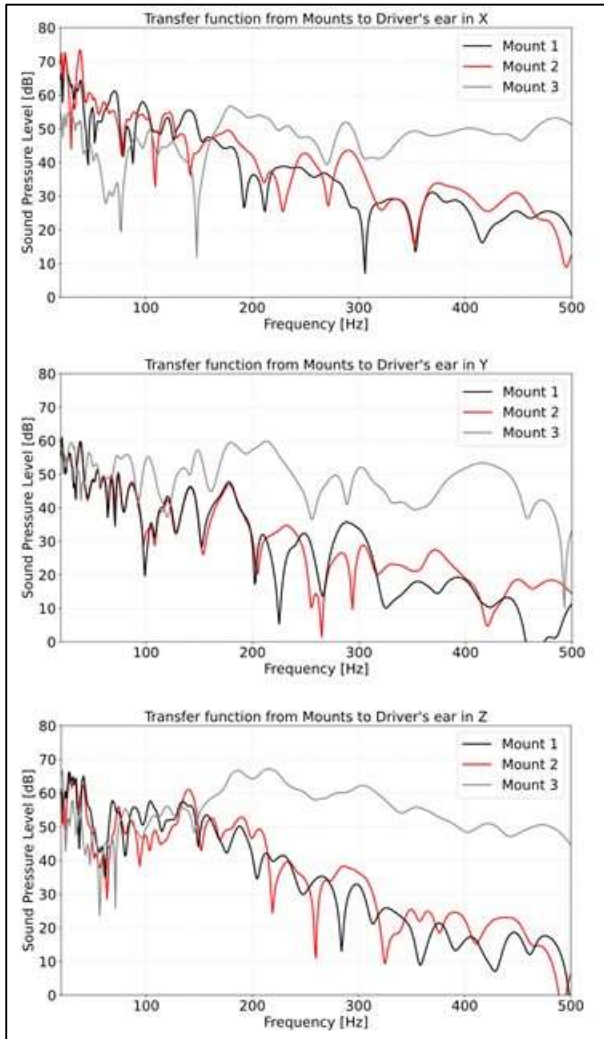 Transfer function from Mounts to Driver's ear in X
80
70
60
50
40
30
20
10
0
Sound Pressure Level [dB]
Mount 1
Mount 2
Mount 3
100
200
300
400
500
Frequency [Hz]
Transfer function from Mounts to Driver's ear in Y
80
70
60
50
40
30
20
10
0
Sound Pressure Level [dB]
Mount 1
Mount 2
Mount 3
100
200
300
400
500
Frequency [Hz]
Transfer function from Mounts to Driver's ear in Z
80
70
60
50
40
30
20
10
0
Sound Pressure Level [dB]
Mount 1
Mount 2
Mount 3
100
200
300
400
500
Frequency [Hz]